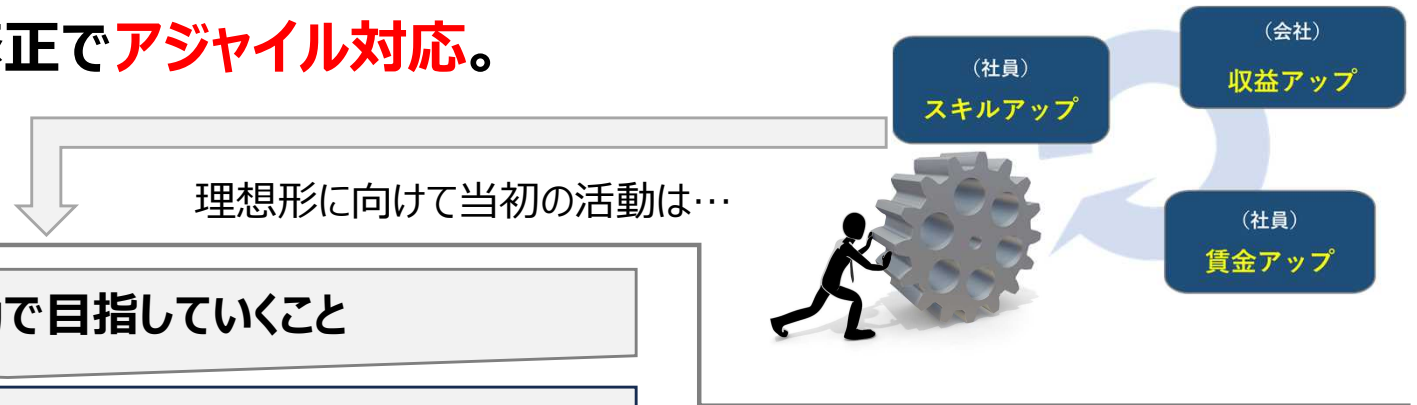 正でアジャイル対応。
（会社）
収益アップ
（社員）
スキルアップ
理想形に向けて当初の活動は…
（社員）
賃金アップ
で目指していくこと